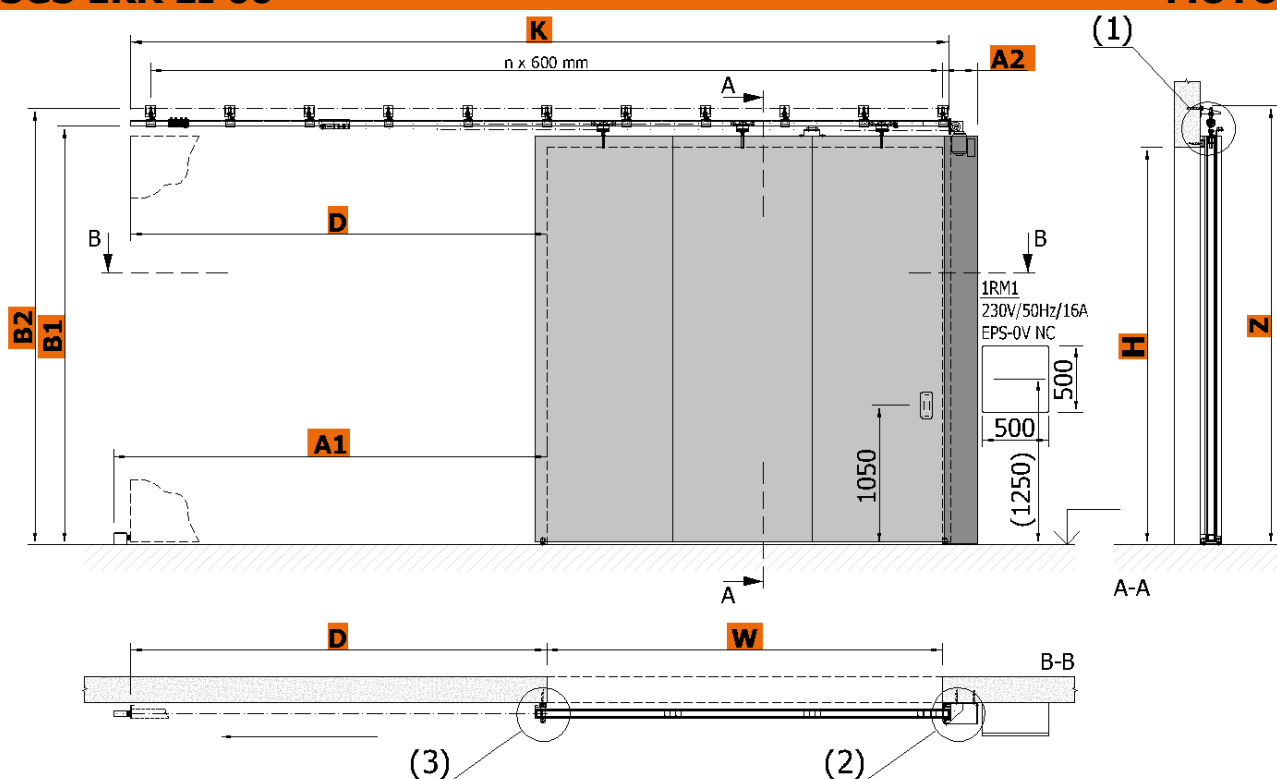 K
(1)
n x 600 mm
A2
A
D
B
B
1RM1
230V/50Hz/16A
EPS-0V NC
B2
B1
H
Z
500
500
A1
1050
(1250)
A
A-A
D
W
B-B
(3)
(2)